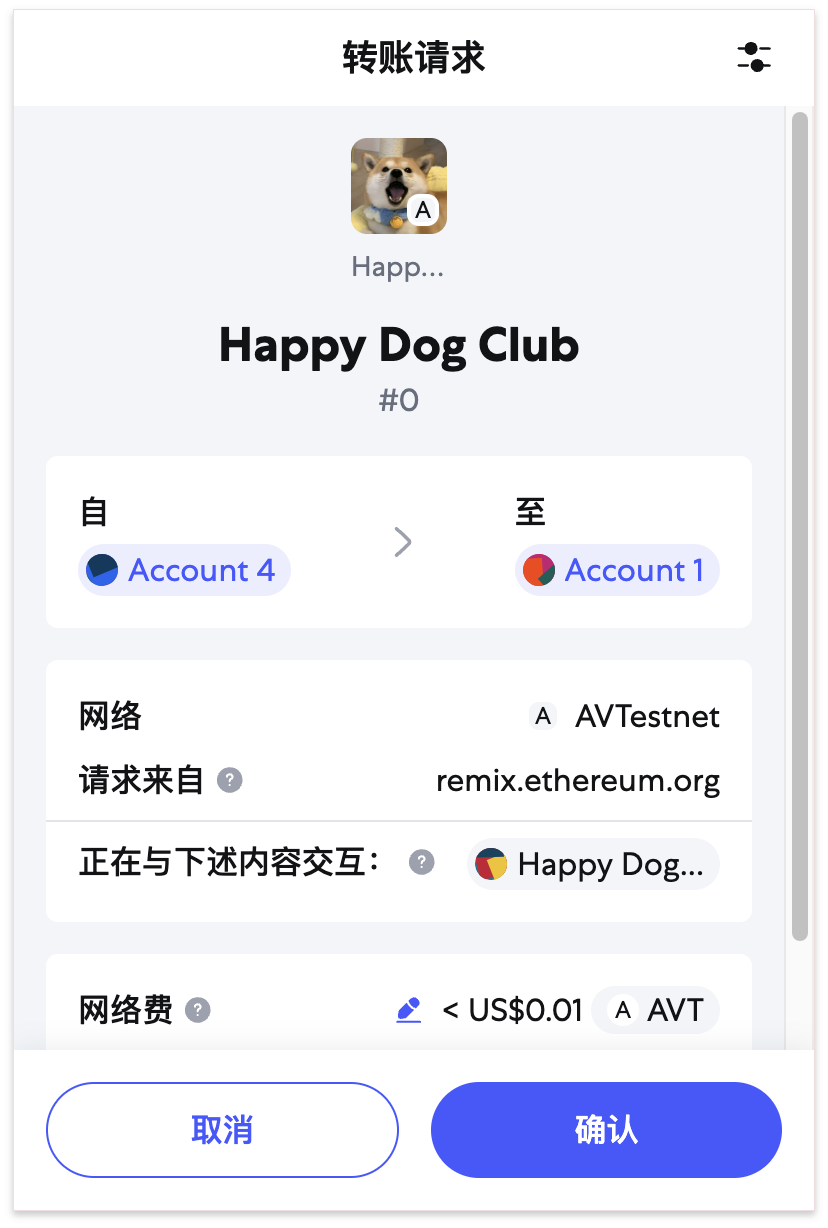 转账请求
A
Happ...
Happy Dog Club
#0
自
至
Account 4
Account 1
网络
A AVTestnet
请求来自 ?
remix.ethereum.org
正在与下述内容交互： ?
Happy Dog...
网络费 ?
< US$0.01
A AVT
取消
确认